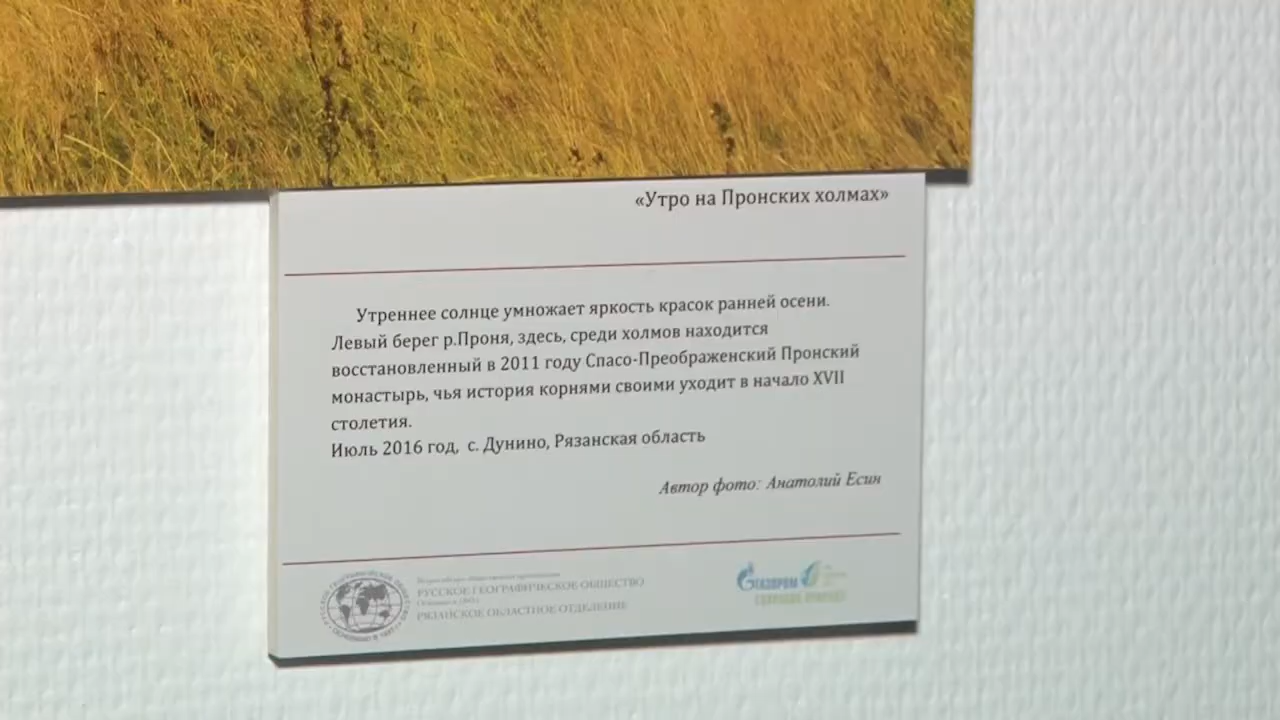 «Утро на Пронских холмах»
Утреннее солнце умножает яркость красок ранней осени.
Левый берег р.Проня, здесь, среди холмов находится
восстановленный в 2011 году Спасо-Преображенский Пронский
монастырь, чья история корнями своими уходит в начало XVII
столетия.
Июль 2016 год, с. Дунино, Рязанская область
Автор фото: Анатолий Есин
РУССКОЕ ГЕОГРАФИЧЕСКОЕ ОБЩЕСТВО
РЯЗАНСКОЕ ОБЛАСТНОЕ ОТДЕЛЕНИЕ
ГАЗПРОМ